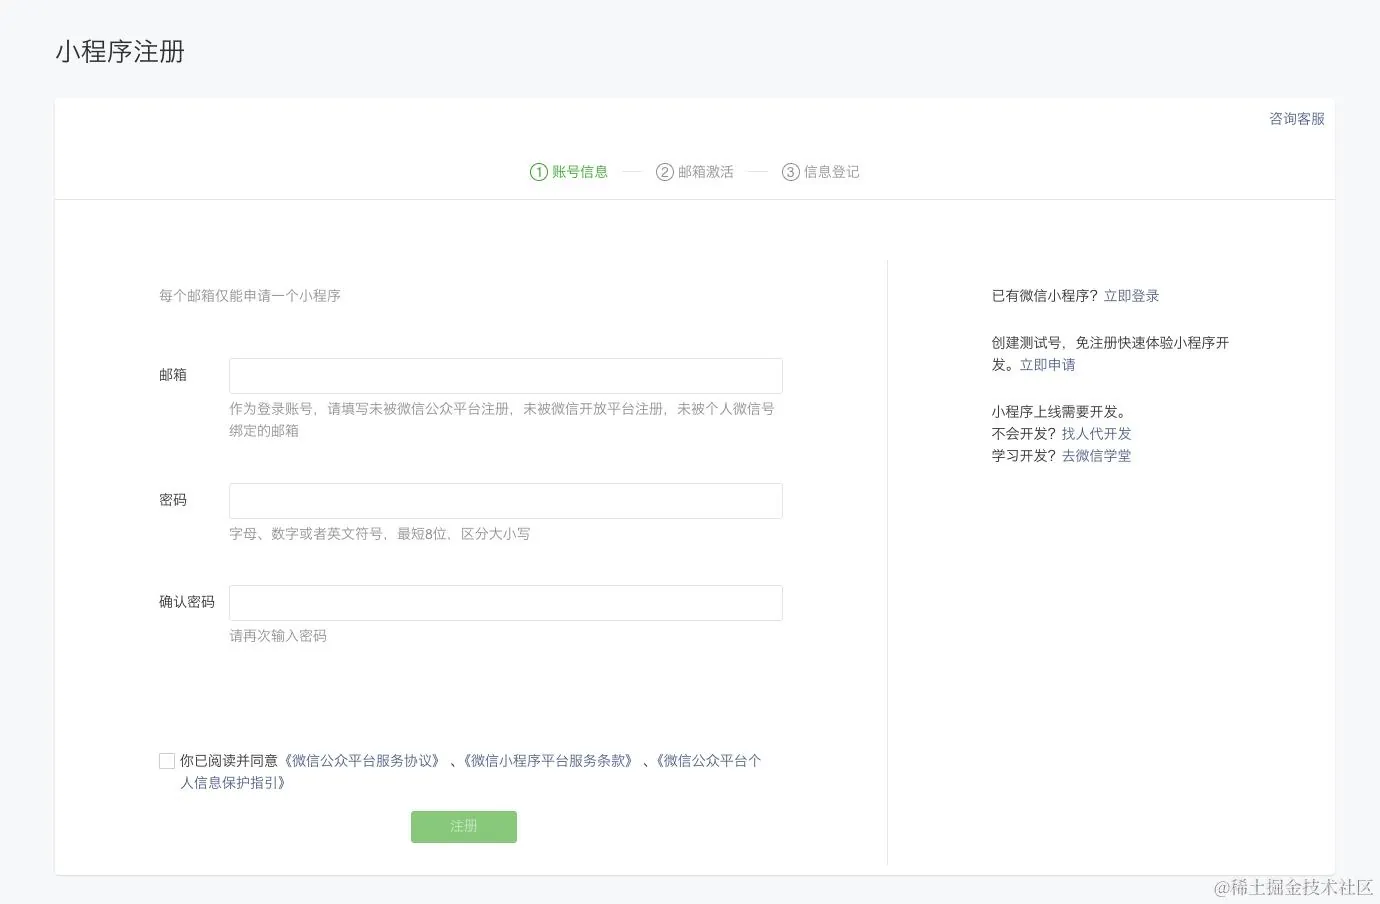 小程序注册
咨询客服
① 账号信息 — ② 邮箱激活 — ③ 信息登记
每个邮箱仅能申请一个小程序
邮箱
作为登录账号，请填写未被微信公众平台注册，未被微信开放平台注册，未被个人微信号
绑定的邮箱
密码
字母、数字或者英文符号，最短8位，区分大小写
确认密码
请再次输入密码
你已阅读并同意《微信公众平台服务协议》、《微信小程序平台服务条款》、《微信公众平台个
人信息保护指引》
注册
已有微信小程序？立即登录
创建测试号，免注册快速体验小程序开
发。立即申请
小程序上线需要开发。
不会开发？找人代开发
学习开发？去微信学堂
@稀土掘金技术社区